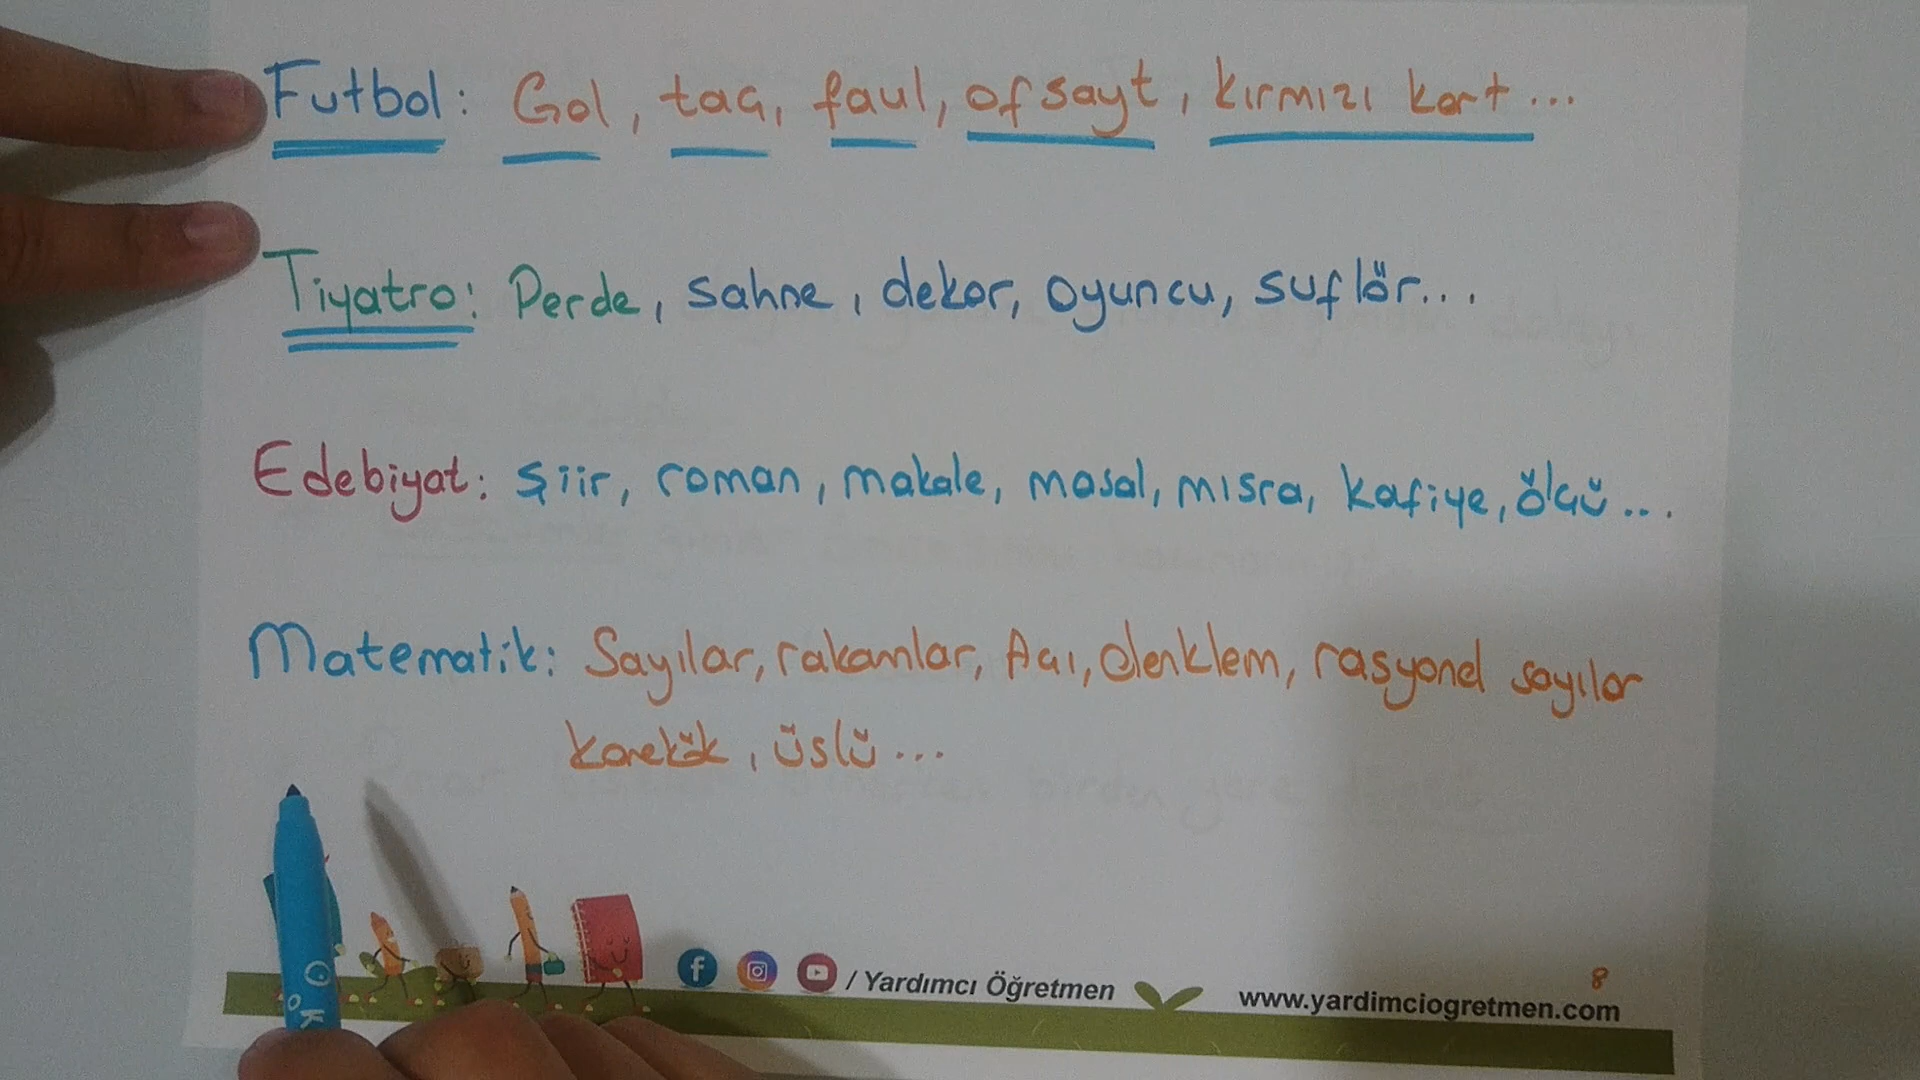 Futbol: Gol, taç, faul, ofsayt, kırmızı kart...
Tiyatro: Perde, sahne, dekor, oyuncu, suflör...
Edebiyat: şiir, roman, makale, masal, mısra, kafiye, ölçü...
Matematik: Sayılar, rakamlar, Açı, denklem, rasyonel sayılar
karekök, üslü...
8
/ Yardımcı Öğretmen
www.yardimciogretmen.com